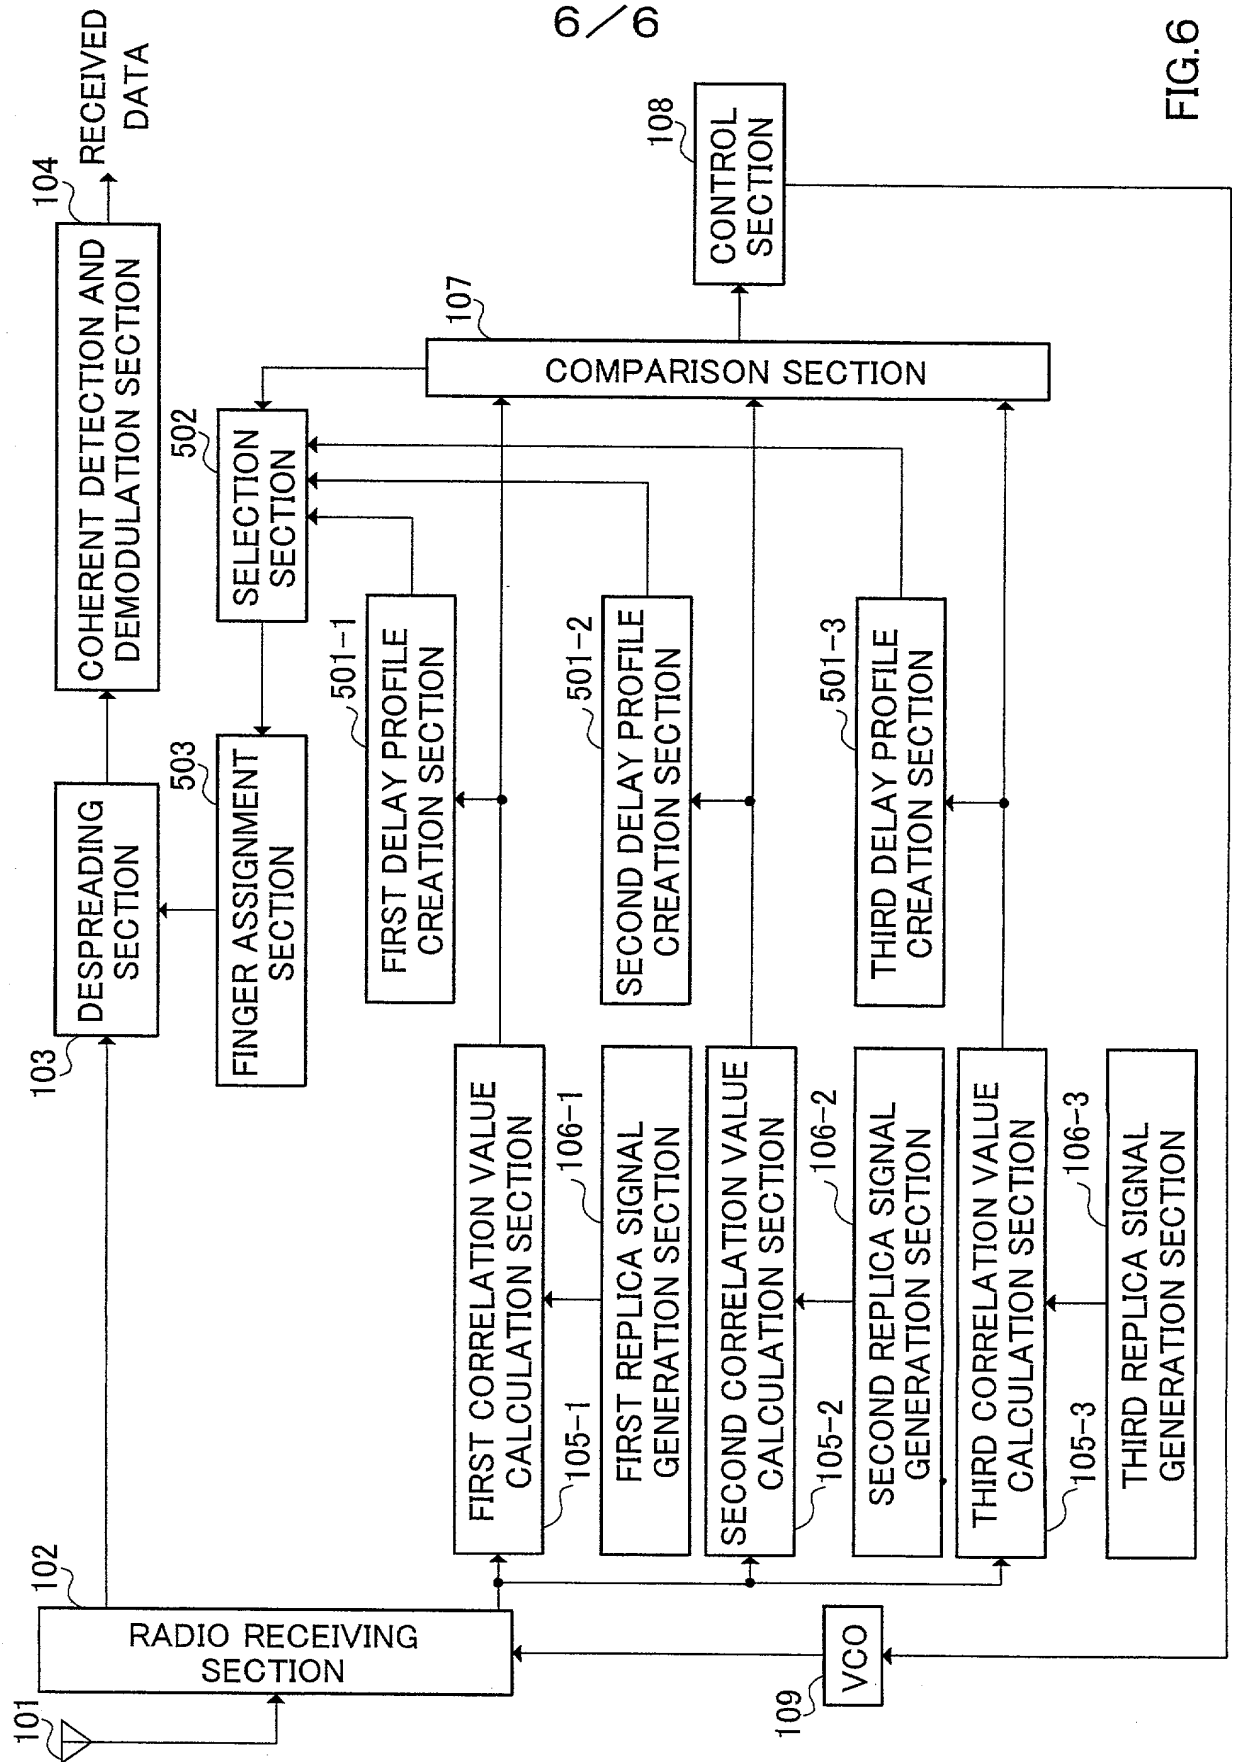 6/6
101
RADIO RECEIVING
SECTION
102
DESPREADING
SECTION
103
COHERENT DETECTION AND
DEMODULATION SECTION
104
RECEIVED
DATA
FINGER ASSIGNMENT
SECTION
503
SELECTION
SECTION
502
FIRST DELAY PROFILE
CREATION SECTION
501-1
FIRST CORRELATION VALUE
CALCULATION SECTION
105-1
FIRST REPLICA SIGNAL
GENERATION SECTION
106-1
SECOND DELAY PROFILE
CREATION SECTION
501-2
SECOND CORRELATION VALUE
CALCULATION SECTION
105-2
SECOND REPLICA SIGNAL
GENERATION SECTION
106-2
THIRD DELAY PROFILE
CREATION SECTION
501-3
THIRD CORRELATION VALUE
CALCULATION SECTION
105-3
THIRD REPLICA SIGNAL
GENERATION SECTION
106-3
COMPARISON SECTION
107
CONTROL
SECTION
108
VCO
109
FIG.6